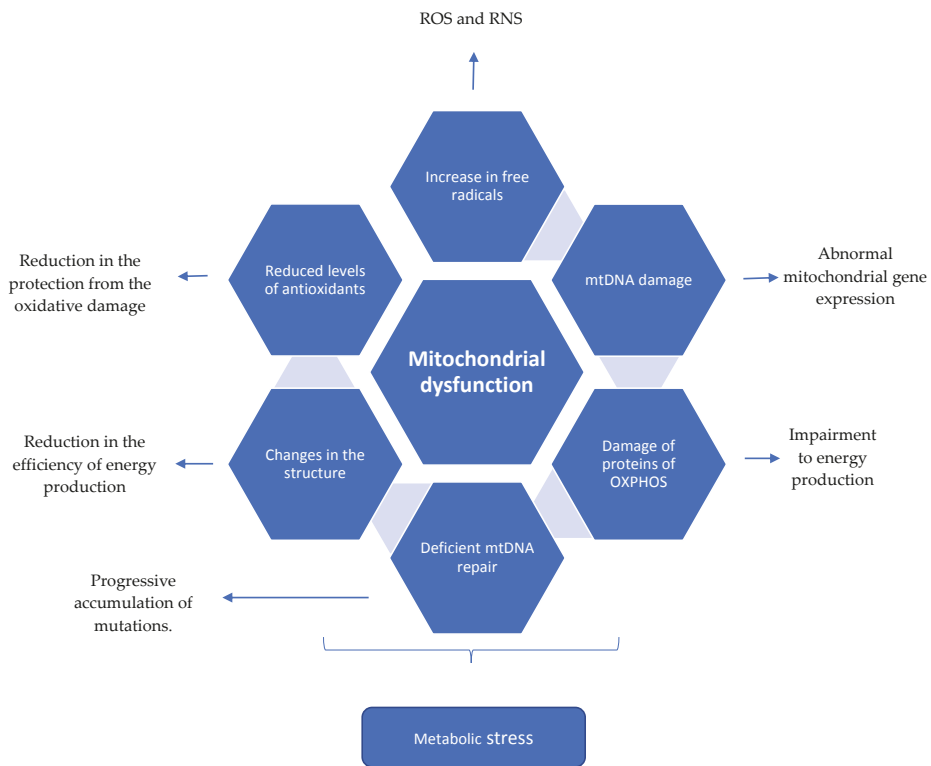 ROS and RNS
Increase in free
radicals
Reduced levels
of antioxidants
mtDNA damage
Reduction in the
protection from the
oxidative damage
Abnormal
mitochondrial gene
expression
Mitochondrial
dysfunction
Reduction in the
efficiency of energy
production
Changes in the
structure
Damage of
proteins of
OXPHOS
Impairment
to energy
production
Deficient mtDNA
repair
Progressive
accumulation of
mutations.
Metabolic stress